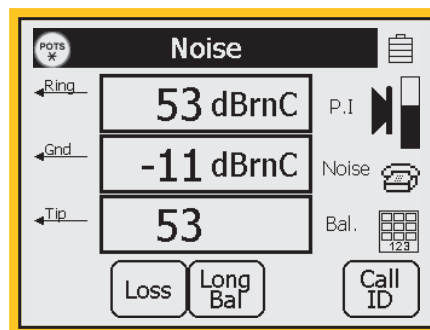 POTS
*
Noise
Ring
53 dBrnC
P.I
Gnd
-11 dBrnC
Noise
Tip
53
Bal.
123
Loss
Long
Bal
Call
ID